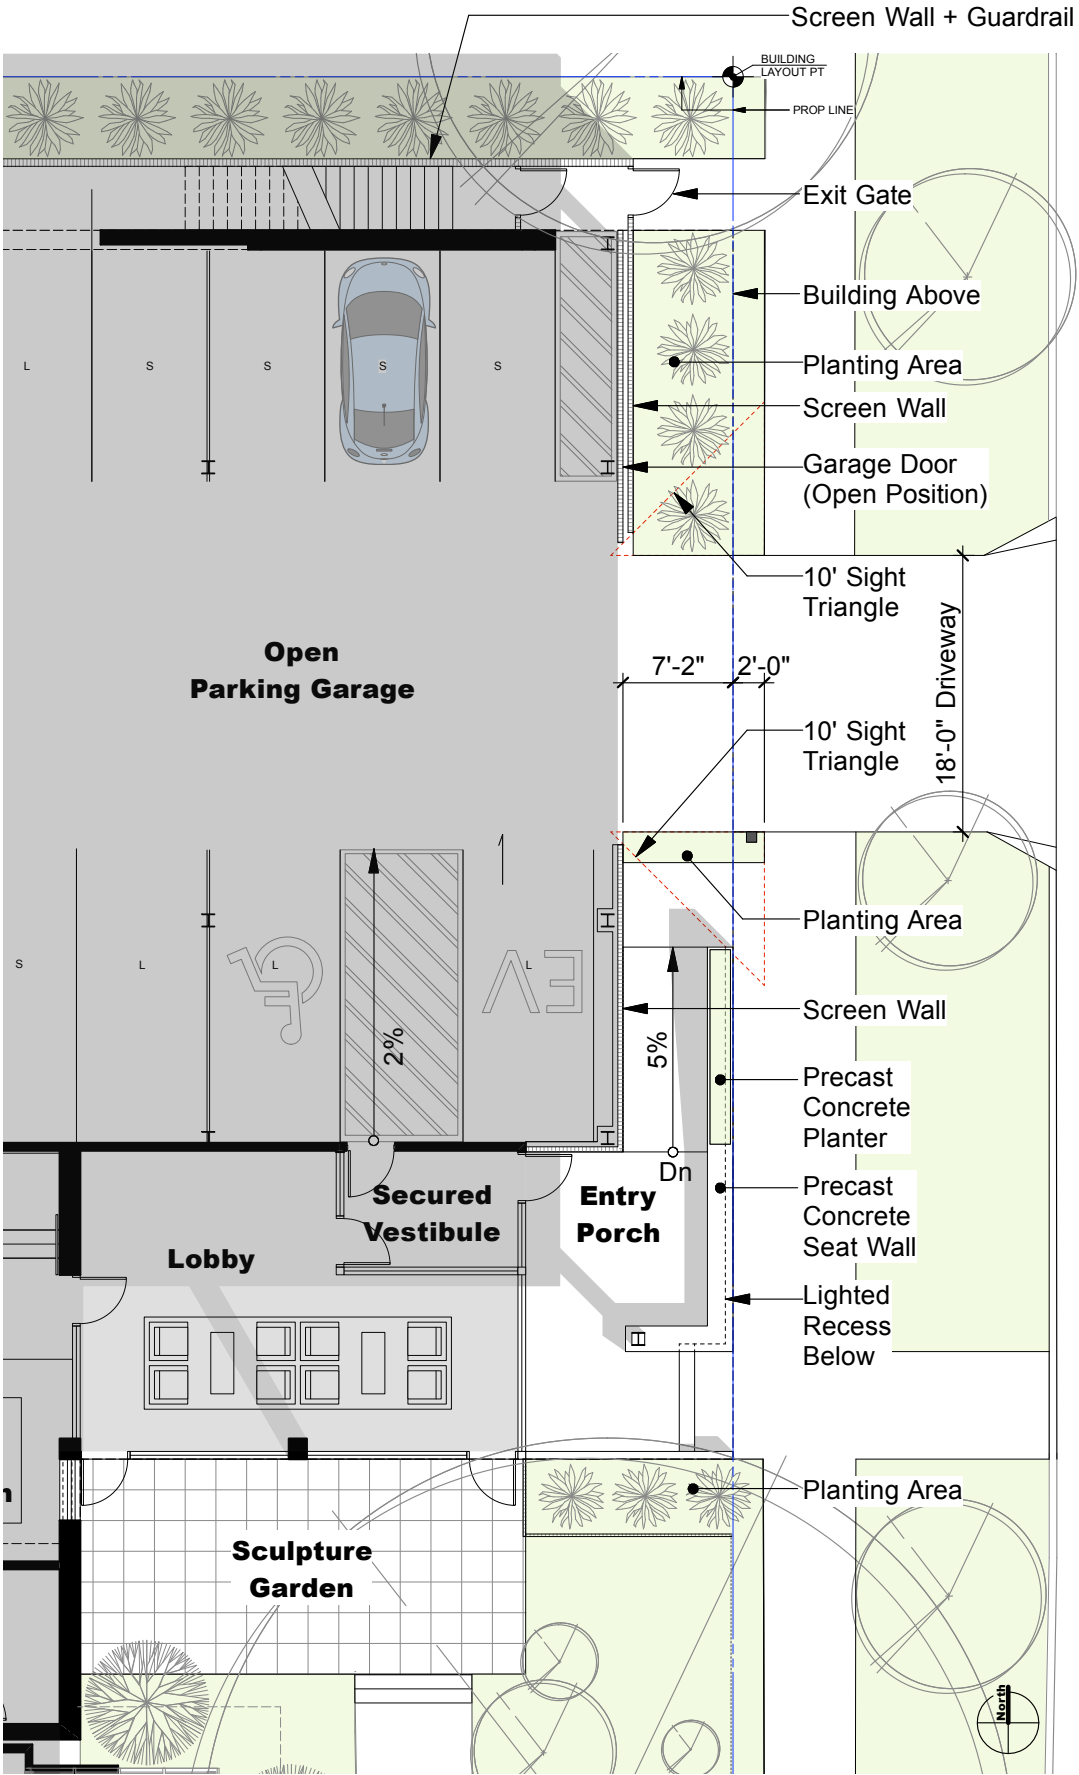 Screen Wall + Guardrail
BUILDING
LAYOUT PT
PROP LINE
Exit Gate
Building Above
Planting Area
L
S
S
S
S
Screen Wall
Garage Door
(Open Position)
10' Sight
Triangle
Open
Parking Garage
7'-2"
2'-0"
18'-0" Driveway
10' Sight
Triangle
Planting Area
S
L
L
L
EV
2%
5%
Screen Wall
Precast
Concrete
Planter
Dn
Secured
Vestibule
Entry
Porch
Precast
Concrete
Seat Wall
Lobby
Lighted
Recess
Below
n
Planting Area
Sculpture
Garden
North